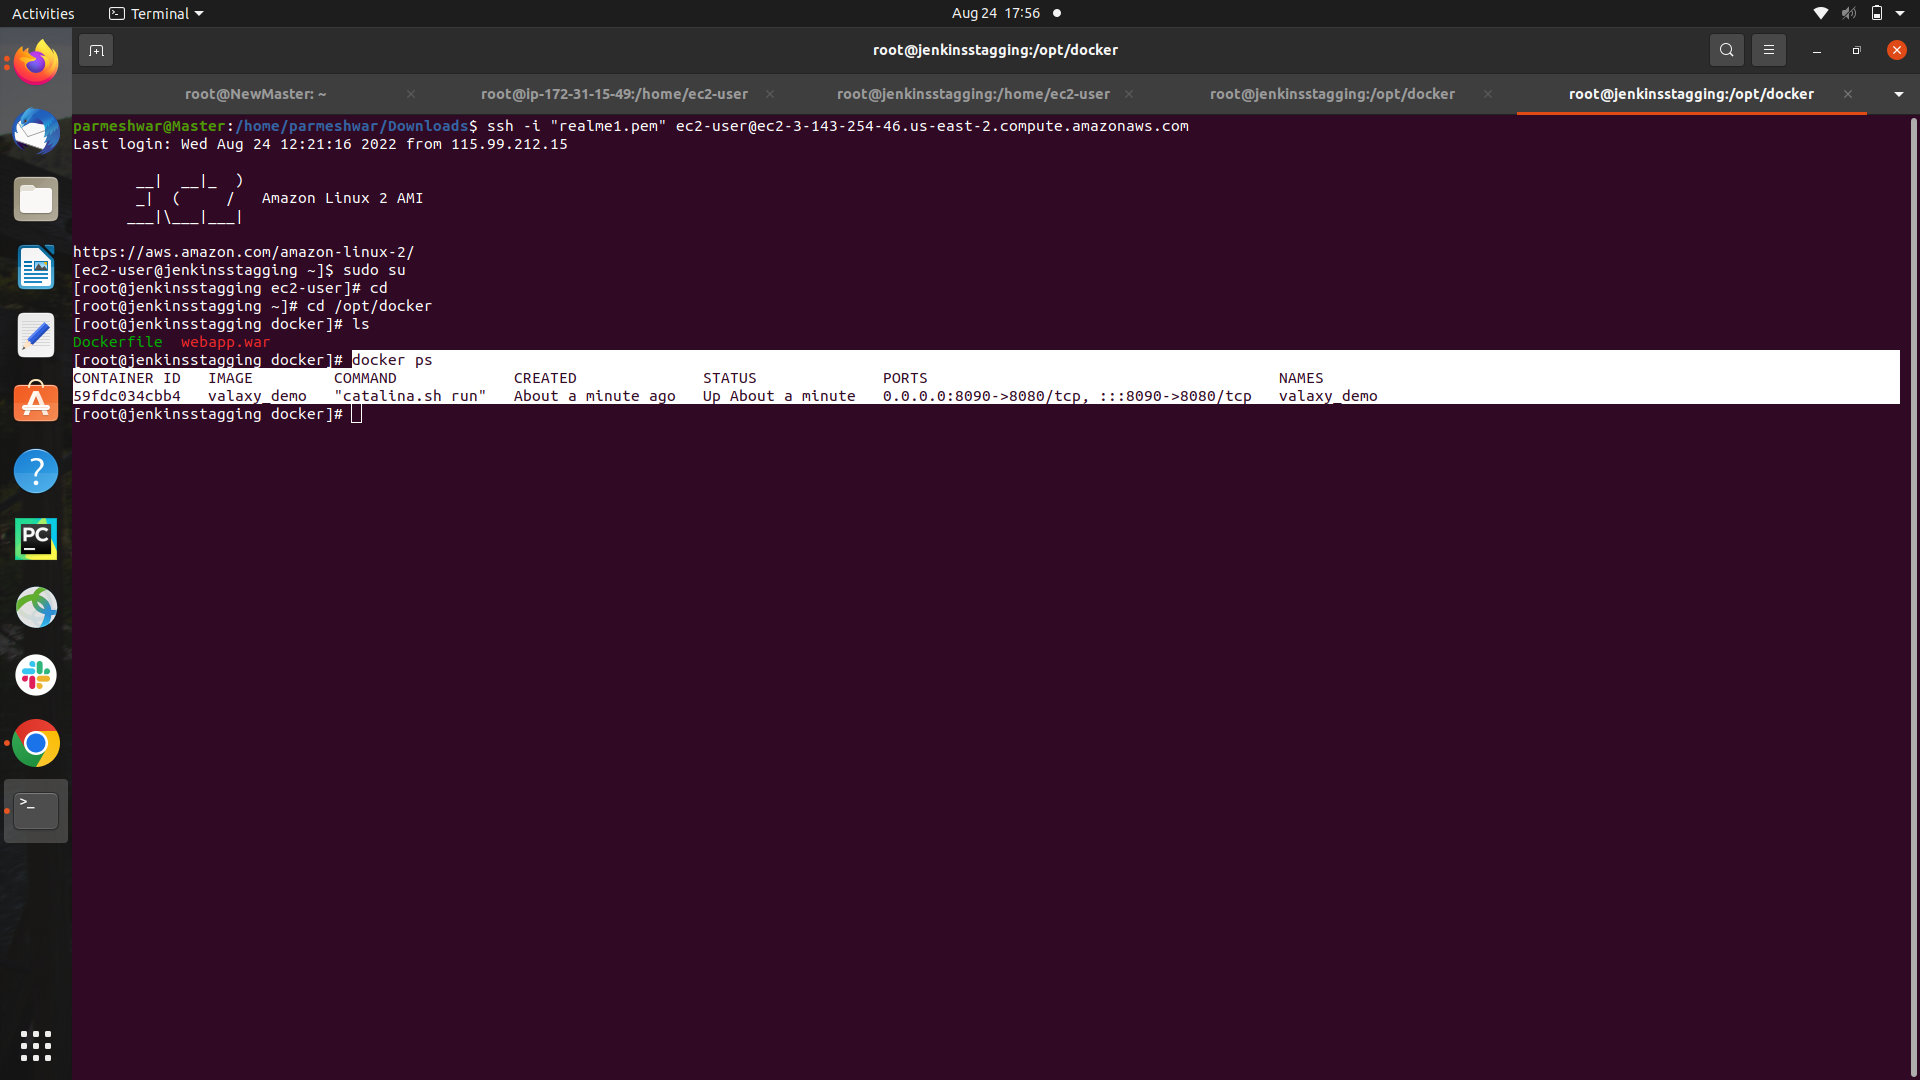 Activities Terminal Aug 24 17:56
root@jenkinsstagging:/opt/docker
root@NewMaster: ~ root@ip-172-31-15-49:/home/ec2-user root@jenkinsstagging:/home/ec2-user root@jenkinsstagging:/opt/docker root@jenkinsstagging:/opt/docker
parmeshwar@Master:/home/parmeshwar/Downloads$ ssh -i "realme1.pem" ec2-user@ec2-3-143-254-46.us-east-2.compute.amazonaws.com
Last login: Wed Aug 24 12:21:16 2022 from 115.99.212.15
__|  __|_  )
_|  (     /   Amazon Linux 2 AMI
___|\___|___|
https://aws.amazon.com/amazon-linux-2/
[ec2-user@jenkinsstagging ~]$ sudo su
[root@jenkinsstagging ec2-user]# cd
[root@jenkinsstagging ~]# cd /opt/docker
[root@jenkinsstagging docker]# ls
Dockerfile  webapp.war
[root@jenkinsstagging docker]# docker ps
CONTAINER ID   IMAGE         COMMAND             CREATED              STATUS              PORTS                                       NAMES
59fdc034cbb4   valaxy_demo   "catalina.sh run"   About a minute ago   Up About a minute   0.0.0.0:8090->8080/tcp, :::8090->8080/tcp   valaxy_demo
[root@jenkinsstagging docker]#
PC
>_